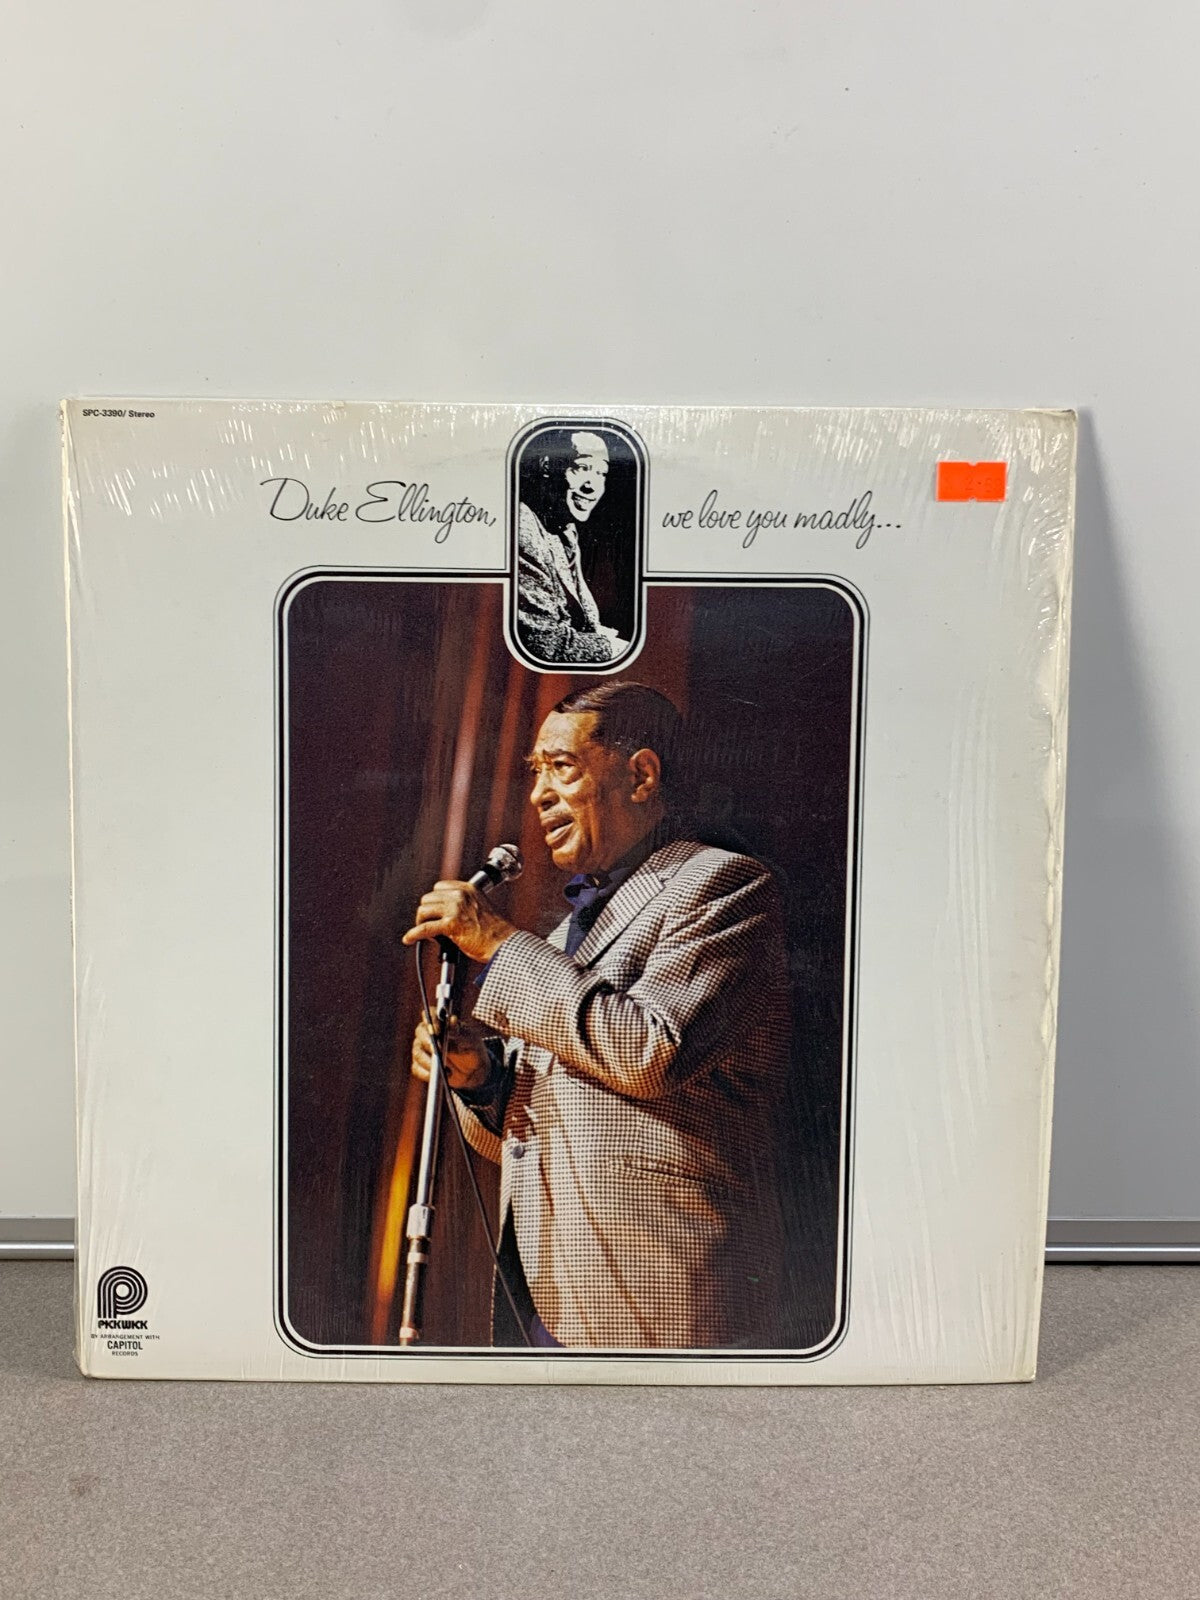 SPC-3390/ Stereo
Duke Ellington, we love you madly...
PICKWICK
BY ARRANGEMENT WITH
CAPITOL
RECORDS